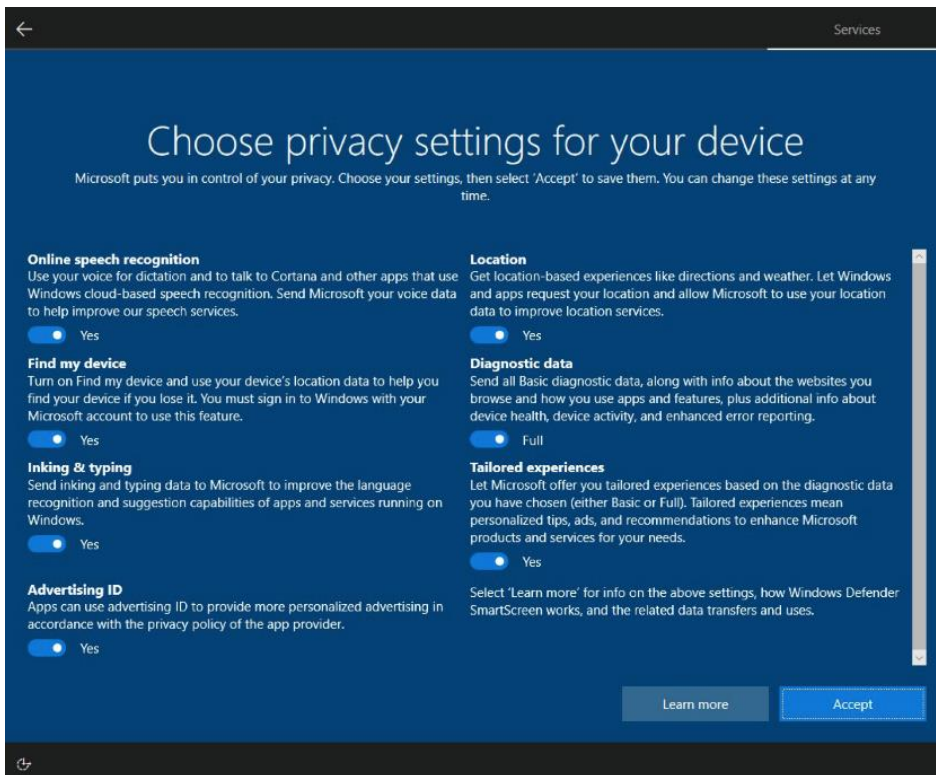 Services
Choose privacy settings for your device
Microsoft puts you in control of your privacy. Choose your settings, then select 'Accept' to save them. You can change these settings at any
time.
Online speech recognition
Use your voice for dictation and to talk to Cortana and other apps that use
Windows cloud-based speech recognition. Send Microsoft your voice data
to help improve our speech services.
Yes
Find my device
Turn on Find my device and use your device's location data to help you
find your device if you lose it. You must sign in to Windows with your
Microsoft account to use this feature.
Yes
Inking & typing
Send inking and typing data to Microsoft to improve the language
recognition and suggestion capabilities of apps and services running on
Windows.
Yes
Advertising ID
Apps can use advertising ID to provide more personalized advertising in
accordance with the privacy policy of the app provider.
Yes
Location
Get location-based experiences like directions and weather. Let Windows
and apps request your location and allow Microsoft to use your location
data to improve location services.
Yes
Diagnostic data
Send all Basic diagnostic data, along with info about the websites you
browse and how you use apps and features, plus additional info about
device health, device activity, and enhanced error reporting.
Full
Tailored experiences
Let Microsoft offer you tailored experiences based on the diagnostic data
you have chosen (either Basic or Full). Tailored experiences mean
personalized tips, ads, and recommendations to enhance Microsoft
products and services for your needs.
Yes
Select 'Learn more' for info on the above settings, how Windows Defender
SmartScreen works, and the related data transfers and uses.
Learn more
Accept